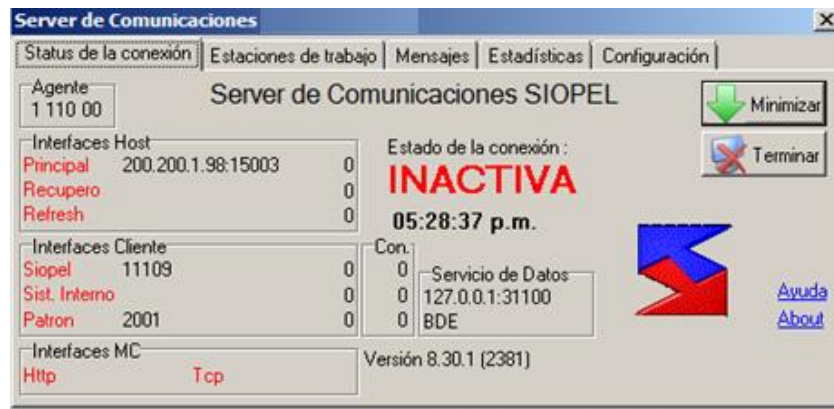 Server de Comunicaciones
Status de la conexión Estaciones de trabajo Mensajes Estadísticas Configuración
Agente
1 110 00
Server de Comunicaciones SIOPEL
Minimizar
Terminar
Interfaces Host
Principal 200.200.1.98:15003 0
Recupero 0
Refresh 0
Estado de la conexión :
INACTIVA
05:28:37 p.m.
Interfaces Cliente
Siopel 11109 0
Sist. Interno 0
Patron 2001 0
Con.
0
0
0
Servicio de Datos
127.0.0.1:31100
BDE
Ayuda
About
Interfaces MC
Http Tcp
Versión 8.30.1 (2381)